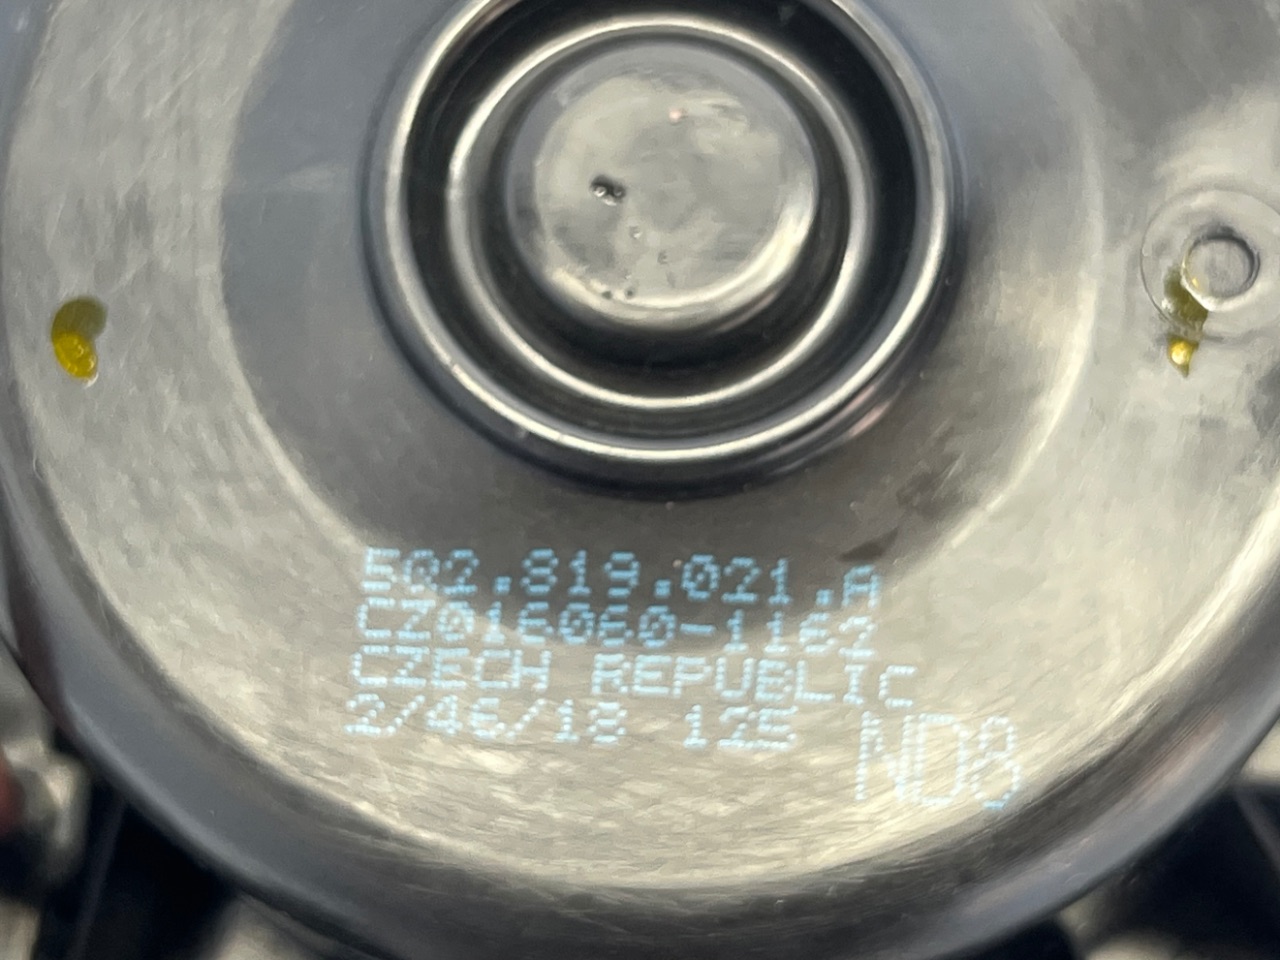 5Q2.819.021.A
CZ016060-1162
CZECH REPUBLIC
2/46/18 125
ND8